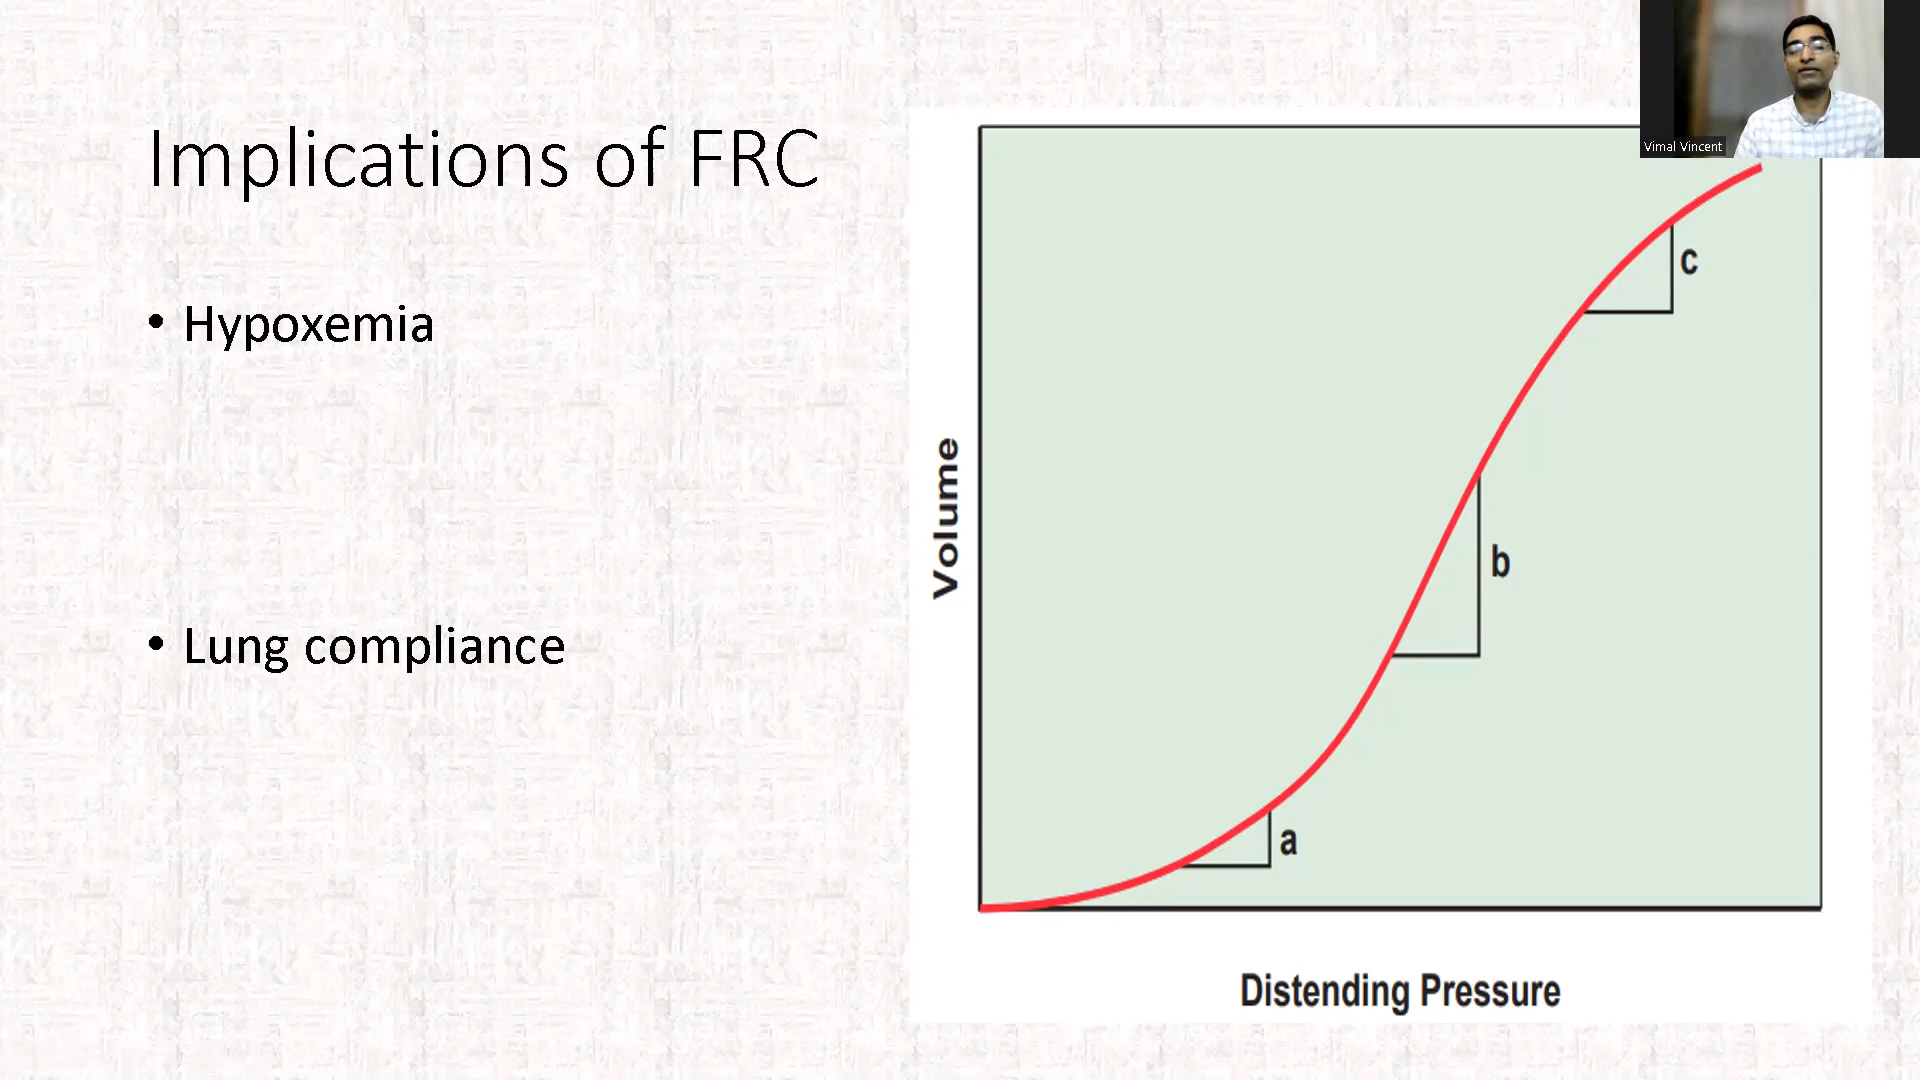 Implications of FRC
• Hypoxemia
• Lung compliance
Volume
a
b
c
Distending Pressure
Vimal Vincent